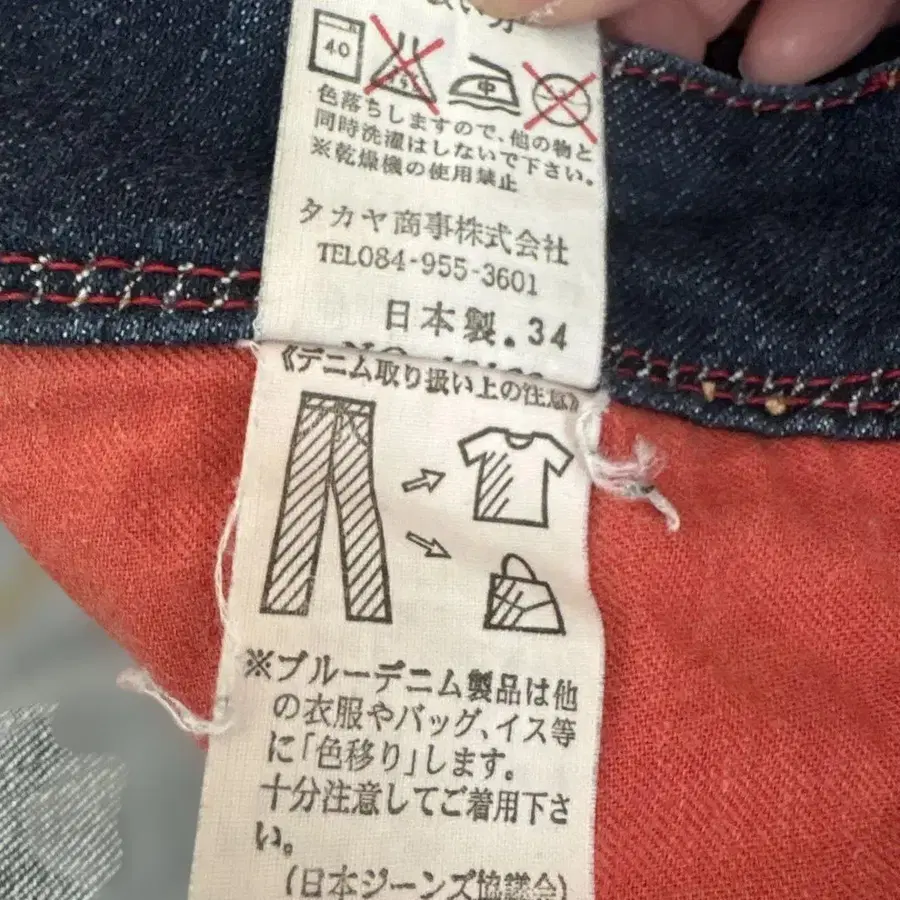 40
中
色落ちしますので、他の物と
同時洗濯はしないで下さい。
※乾燥機の使用禁止
タカヤ商事株式会社
TEL084-955-3601
日本製.34
《デニム取り扱い上の注意》
※ブルーデニム製品は他
の衣服やバッグ、イス等
に「色移り」します。
十分注意してご着用下さ
い。
(日本ジーンズ協議会)